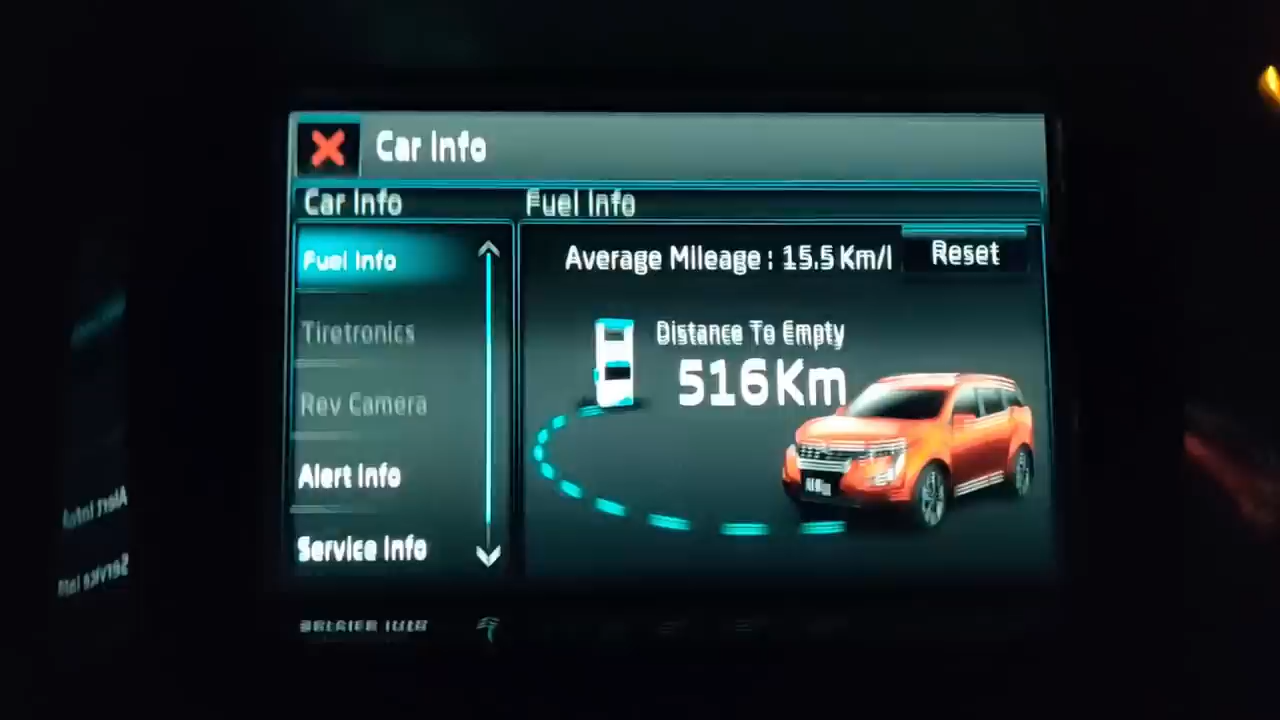 Car Info
Car Info
Fuel Info
Fuel Info
Average Mileage : 15.5 Km/l
Reset
Tiretronics
Distance To Empty
516Km
Rev Camera
Alert Info
Service Info